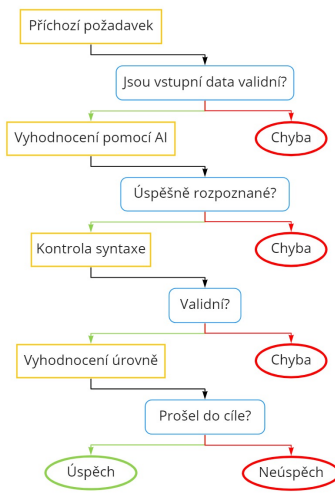 Příchozí požadavek
Jsou vstupní data validní?
Vyhodnocení pomocí AI
Chyba
Úspěšně rozpoznané?
Kontrola syntaxe
Chyba
Validní?
Vyhodnocení úrovně
Chyba
Prošel do cíle?
Úspěch
Neúspěch